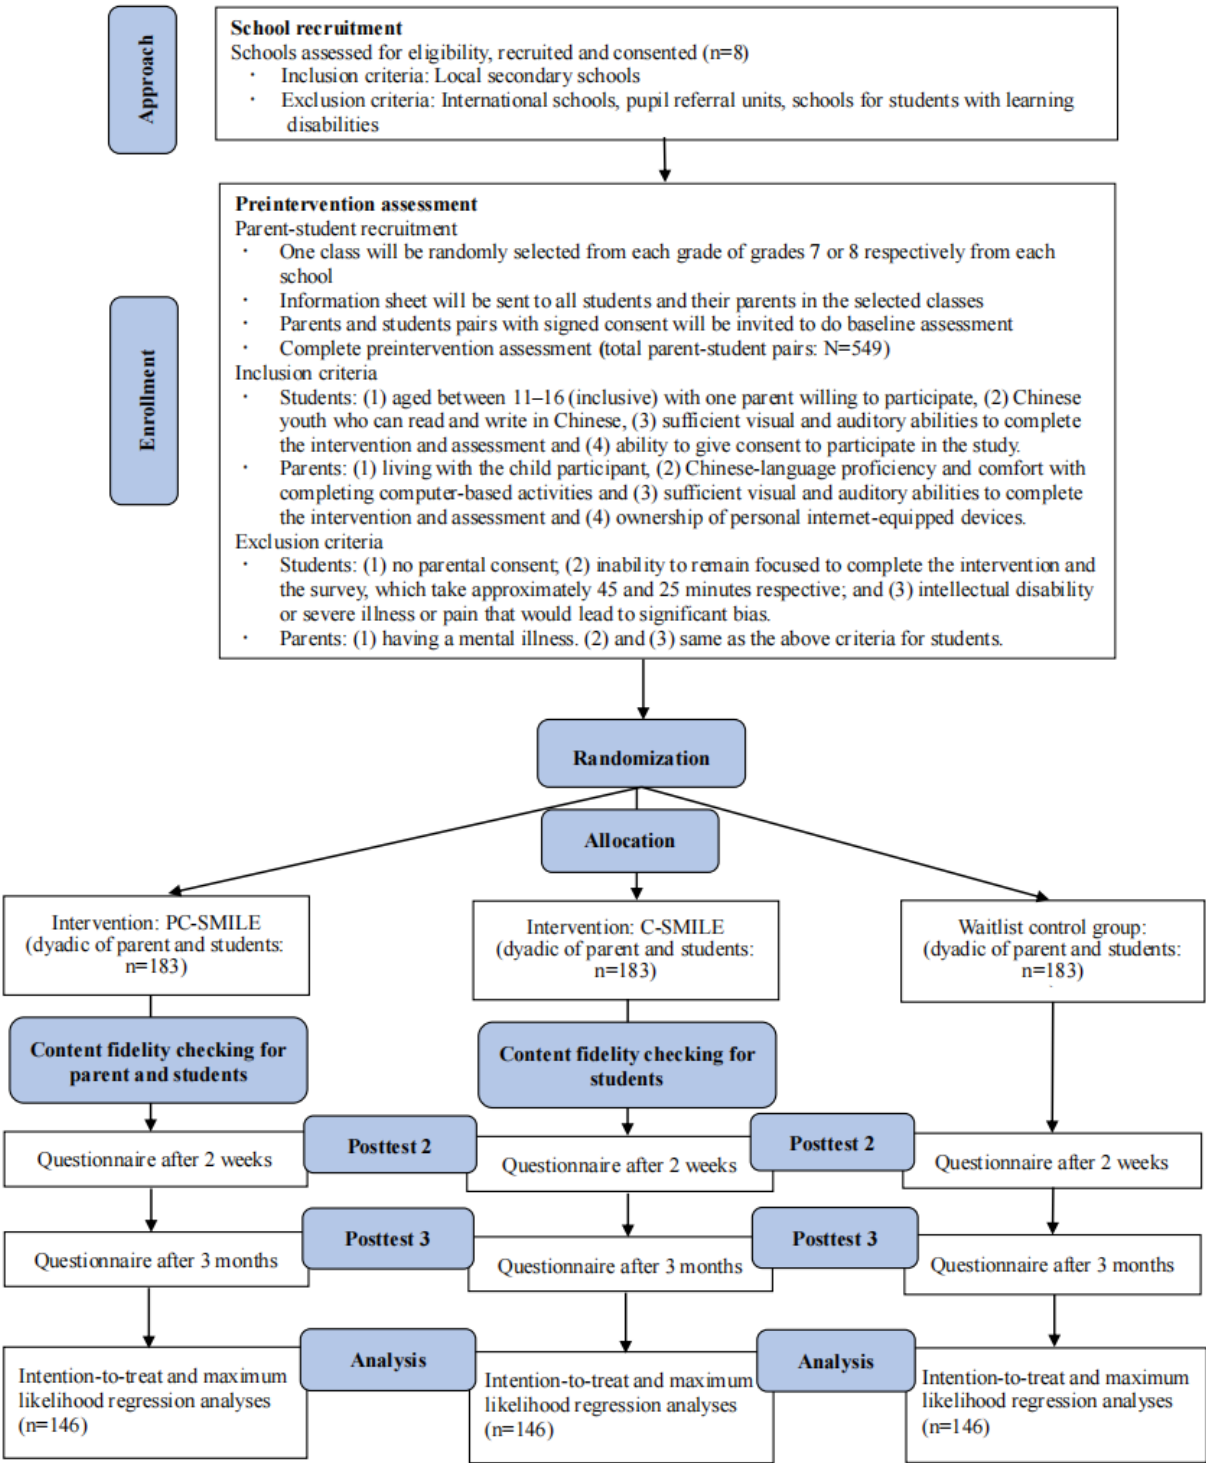 Approach
School recruitment
Schools assessed for eligibility, recruited and consented (n=8)
· Inclusion criteria: Local secondary schools
· Exclusion criteria: International schools, pupil referral units, schools for students with learning
disabilities
Enrollment
Preintervention assessment
Parent-student recruitment
· One class will be randomly selected from each grade of grades 7 or 8 respectively from each
school
· Information sheet will be sent to all students and their parents in the selected classes
· Parents and students pairs with signed consent will be invited to do baseline assessment
· Complete preintervention assessment (total parent-student pairs: N=549)
Inclusion criteria
· Students: (1) aged between 11–16 (inclusive) with one parent willing to participate, (2) Chinese
youth who can read and write in Chinese, (3) sufficient visual and auditory abilities to complete
the intervention and assessment and (4) ability to give consent to participate in the study.
· Parents: (1) living with the child participant, (2) Chinese-language proficiency and comfort with
completing computer-based activities and (3) sufficient visual and auditory abilities to complete
the intervention and assessment and (4) ownership of personal internet-equipped devices.
Exclusion criteria
· Students: (1) no parental consent; (2) inability to remain focused to complete the intervention and
the survey, which take approximately 45 and 25 minutes respective; and (3) intellectual disability
or severe illness or pain that would lead to significant bias.
· Parents: (1) having a mental illness. (2) and (3) same as the above criteria for students.
Randomization
Allocation
Intervention: PC-SMILE
(dyadic of parent and students:
n=183)
Intervention: C-SMILE
(dyadic of parent and students:
n=183)
Waitlist control group:
(dyadic of parent and students:
n=183)
Content fidelity checking for
parent and students
Content fidelity checking for
students
Posttest 2
Posttest 2
Questionnaire after 2 weeks
Questionnaire after 2 weeks
Questionnaire after 2 weeks
Posttest 3
Posttest 3
Questionnaire after 3 months
Questionnaire after 3 months
Questionnaire after 3 months
Analysis
Analysis
Intention-to-treat and maximum
likelihood regression analyses
(n=146)
Intention-to-treat and maximum
likelihood regression analyses
(n=146)
Intention-to-treat and maximum
likelihood regression analyses
(n=146)